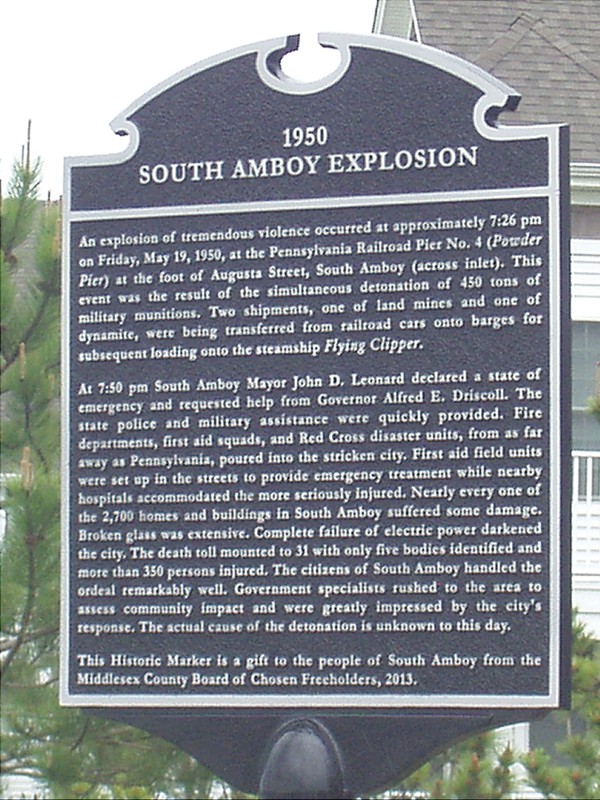 1950
SOUTH AMBOY EXPLOSION
An explosion of tremendous violence occurred at approximately 7:26 pm
on Friday, May 19, 1950, at the Pennsylvania Railroad Pier No. 4 (Powder
Pier) at the foot of Augusta Street, South Amboy (across inlet). This
event was the result of the simultaneous detonation of 450 tons of
military munitions. Two shipments, one of land mines and one of
dynamite, were being transferred from railroad cars onto barges for
subsequent loading onto the steamship Flying Clipper.
At 7:50 pm South Amboy Mayor John D. Leonard declared a state of
emergency and requested help from Governor Alfred E. Driscoll. The
state police and military assistance were quickly provided. Fire
departments, first aid squads, and Red Cross disaster units, from as far
away as Pennsylvania, poured into the stricken city. First aid field units
were set up in the streets to provide emergency treatment while nearby
hospitals accommodated the more seriously injured. Nearly every one of
the 2,700 homes and buildings in South Amboy suffered some damage.
Broken glass was extensive. Complete failure of electric power darkened
the city. The death toll mounted to 31 with only five bodies identified and
more than 350 persons injured. The citizens of South Amboy handled the
ordeal remarkably well. Government specialists rushed to the area to
assess community impact and were greatly impressed by the city's
response. The actual cause of the detonation is unknown to this day.
This Historic Marker is a gift to the people of South Amboy from the
Middlesex County Board of Chosen Freeholders, 2013.